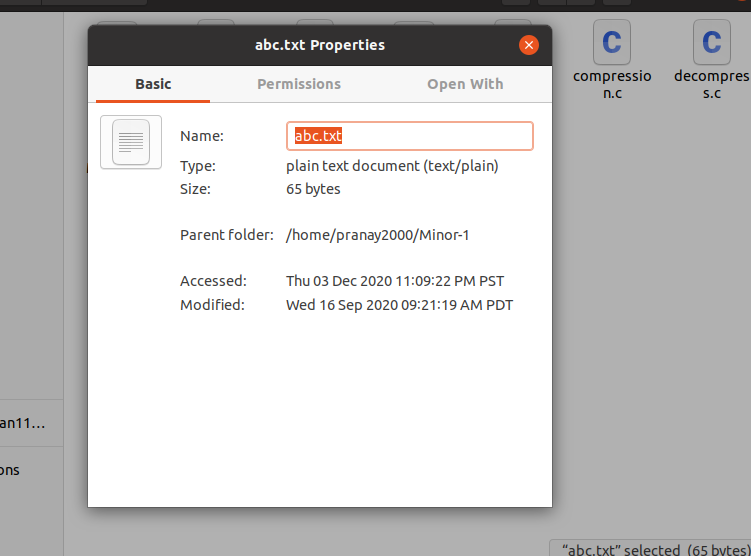 abc.txt Properties
Basic Permissions Open With
Name: abc.txt
Type: plain text document (text/plain)
Size: 65 bytes
Parent folder: /home/pranay2000/Minor-1
Accessed: Thu 03 Dec 2020 11:09:22 PM PST
Modified: Wed 16 Sep 2020 09:21:19 AM PDT
C
compressio
n.c
C
decompres
s.c
an11...
ons
“abc.txt” selected (65 bytes)